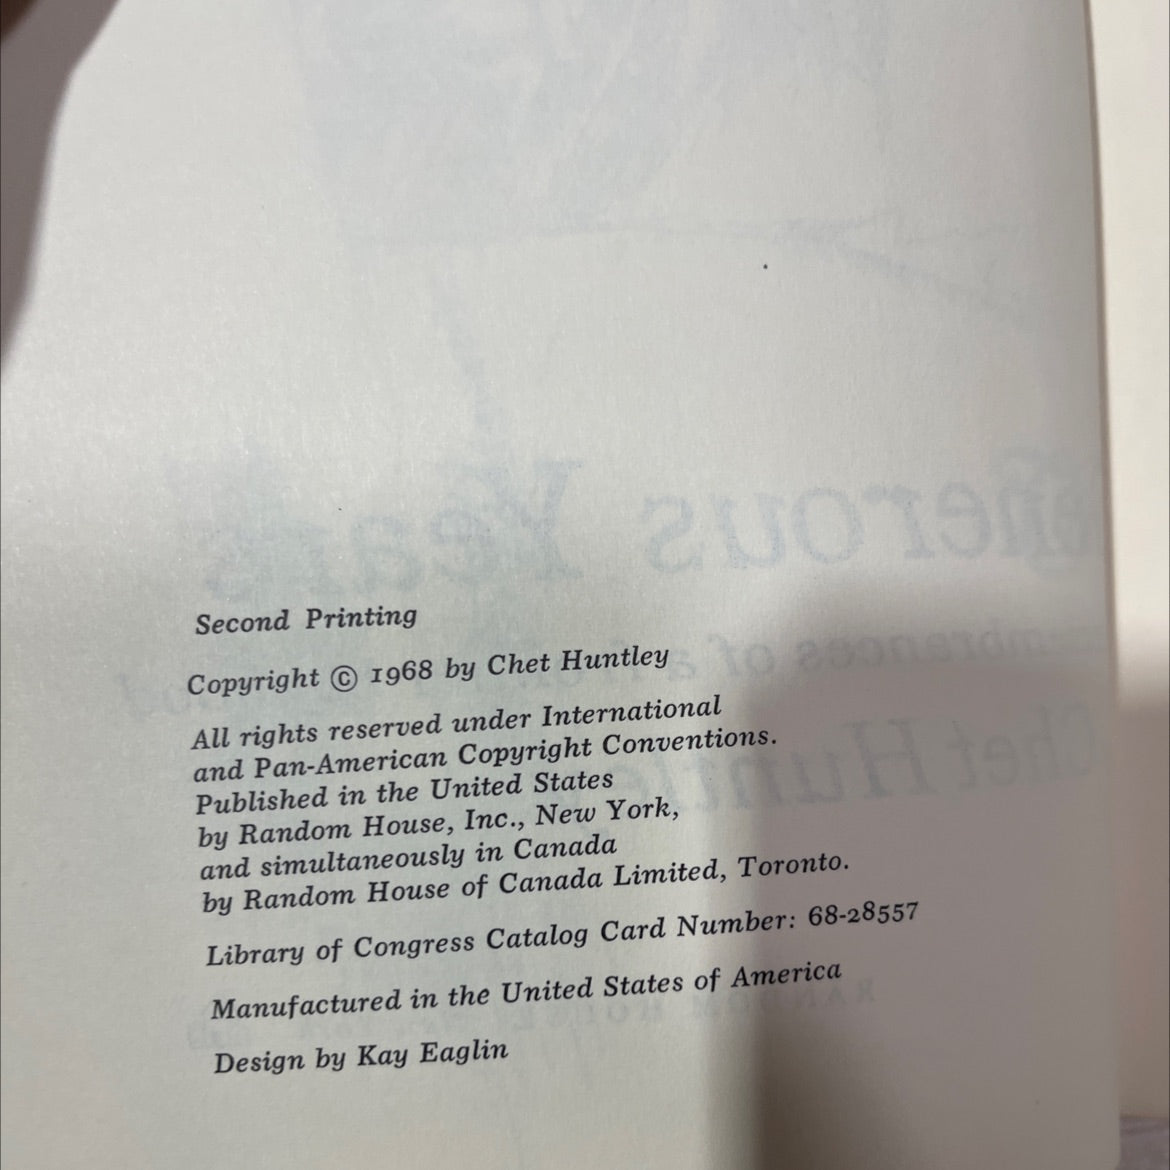 Second Printing
Copyright © 1968 by Chet Huntley
All rights reserved under International
and Pan-American Copyright Conventions.
Published in the United States
by Random House, Inc., New York,
and simultaneously in Canada
by Random House of Canada Limited, Toronto.
Library of Congress Catalog Card Number: 68-28557
Manufactured in the United States of America
Design by Kay Eaglin